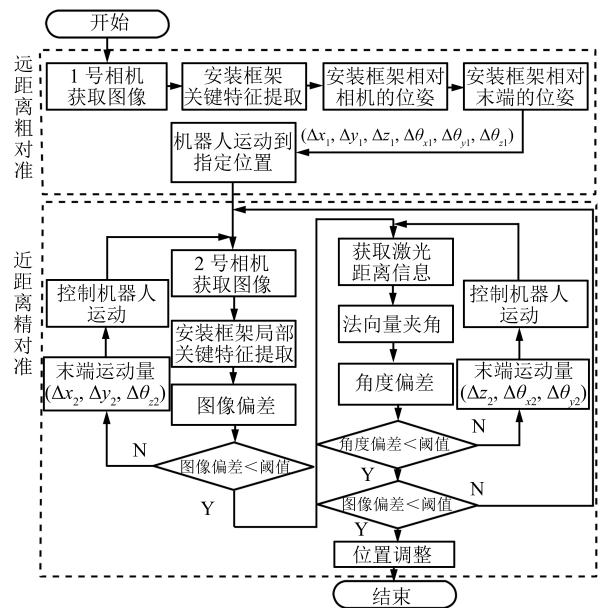 开始
远距离粗对准
1号相机
获取图像
安装框架
关键特征提取
安装框架相对
相机的位姿
安装框架相对
末端的位姿
(Δx₁, Δy₁, Δz₁, Δθₓ₁, Δθ_y1, Δθ_z1)
机器人运动到
指定位置
近距离精对准
2号相机
获取图像
控制机器人
运动
安装框架局部
关键特征提取
末端运动量
(Δx₂, Δy₂, Δθ_z2)
图像偏差
图像偏差<阈值
N
Y
获取激光
距离信息
控制机器人
运动
法向量夹角
角度偏差
末端运动量
(Δz₂, Δθₓ₂, Δθ_y2)
角度偏差<阈值
N
Y
图像偏差<阈值
N
Y
位置调整
结束